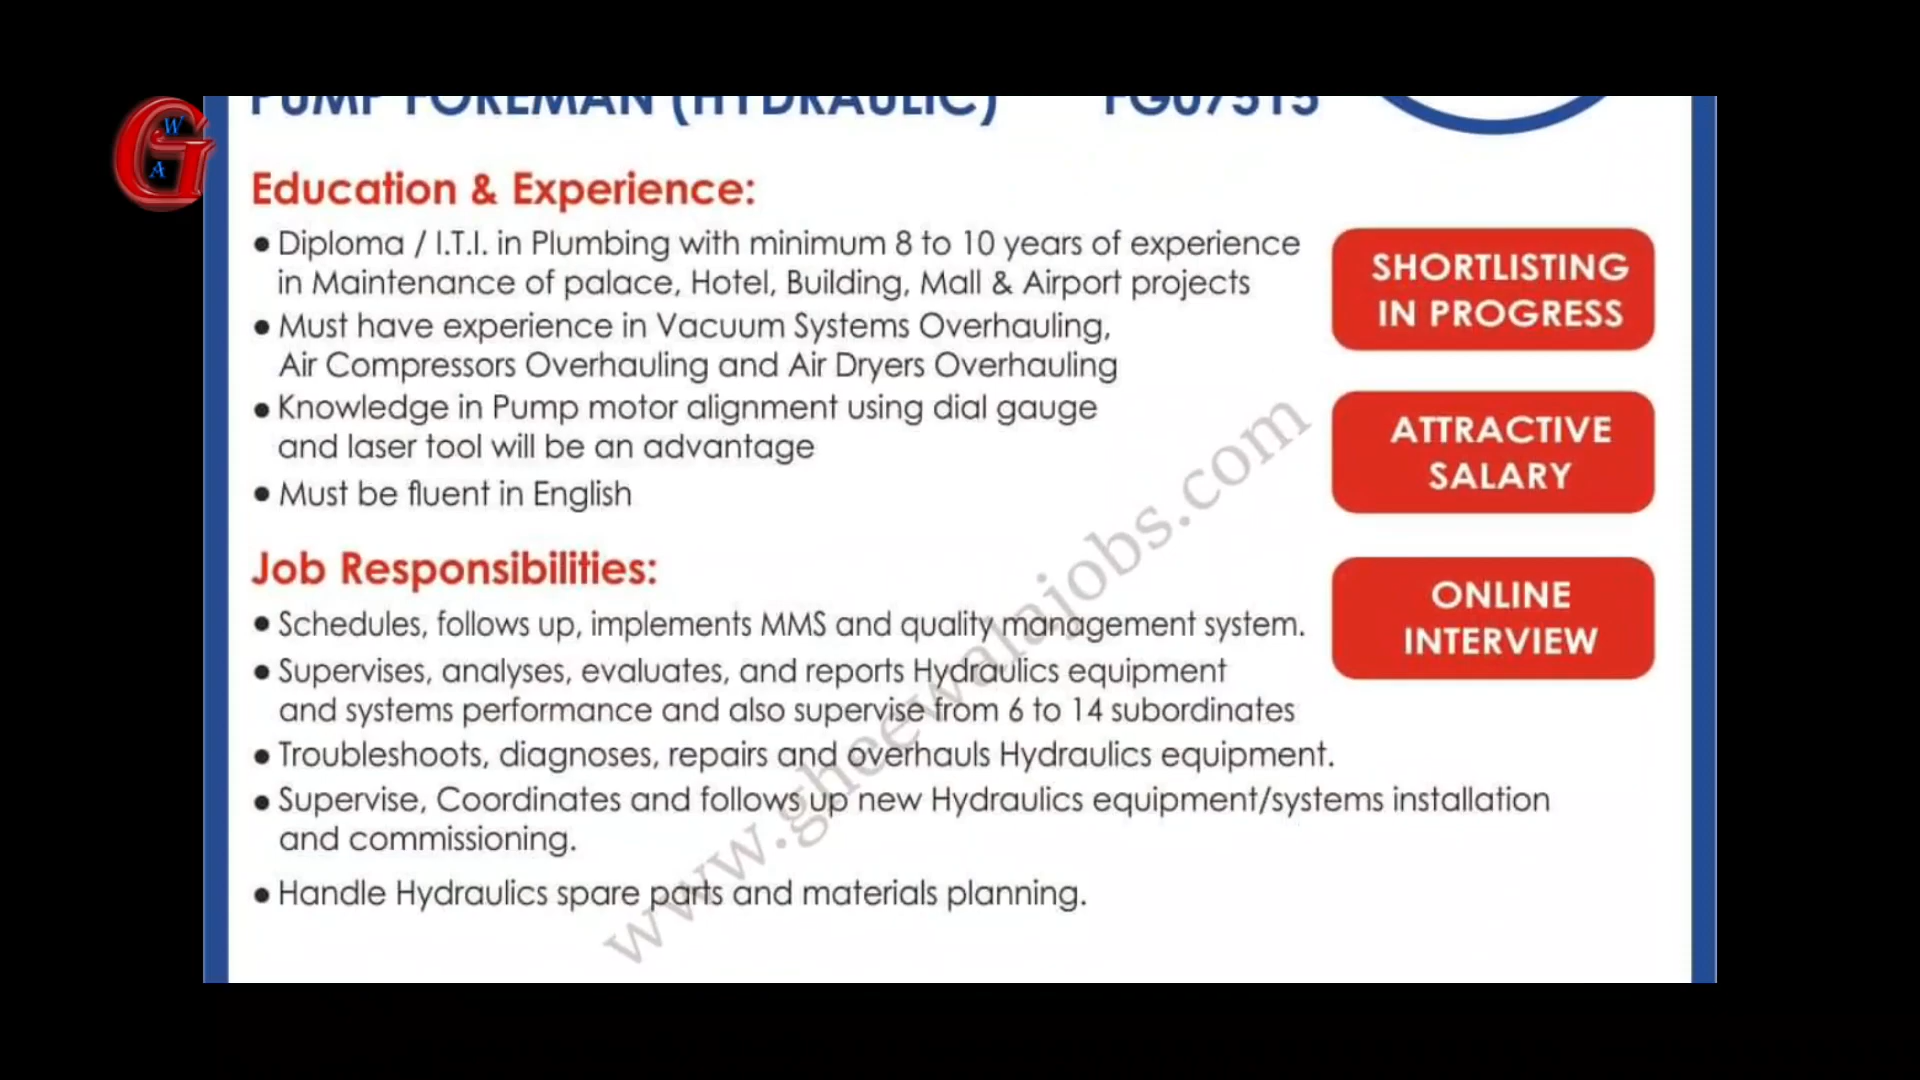 PUMP FOREMAN (HYDRAULIC) FG07515
W
G
A
Education & Experience:
● Diploma / I.T.I. in Plumbing with minimum 8 to 10 years of experience
in Maintenance of palace, Hotel, Building, Mall & Airport projects
● Must have experience in Vacuum Systems Overhauling,
Air Compressors Overhauling and Air Dryers Overhauling
● Knowledge in Pump motor alignment using dial gauge
and laser tool will be an advantage
● Must be fluent in English
SHORTLISTING
IN PROGRESS
ATTRACTIVE
SALARY
ONLINE
INTERVIEW
Job Responsibilities:
● Schedules, follows up, implements MMS and quality management system.
● Supervises, analyses, evaluates, and reports Hydraulics equipment
and systems performance and also supervise from 6 to 14 subordinates
● Troubleshoots, diagnoses, repairs and overhauls Hydraulics equipment.
● Supervise, Coordinates and follows up new Hydraulics equipment/systems installation
and commissioning.
● Handle Hydraulics spare parts and materials planning.
www.gheewalajobs.com